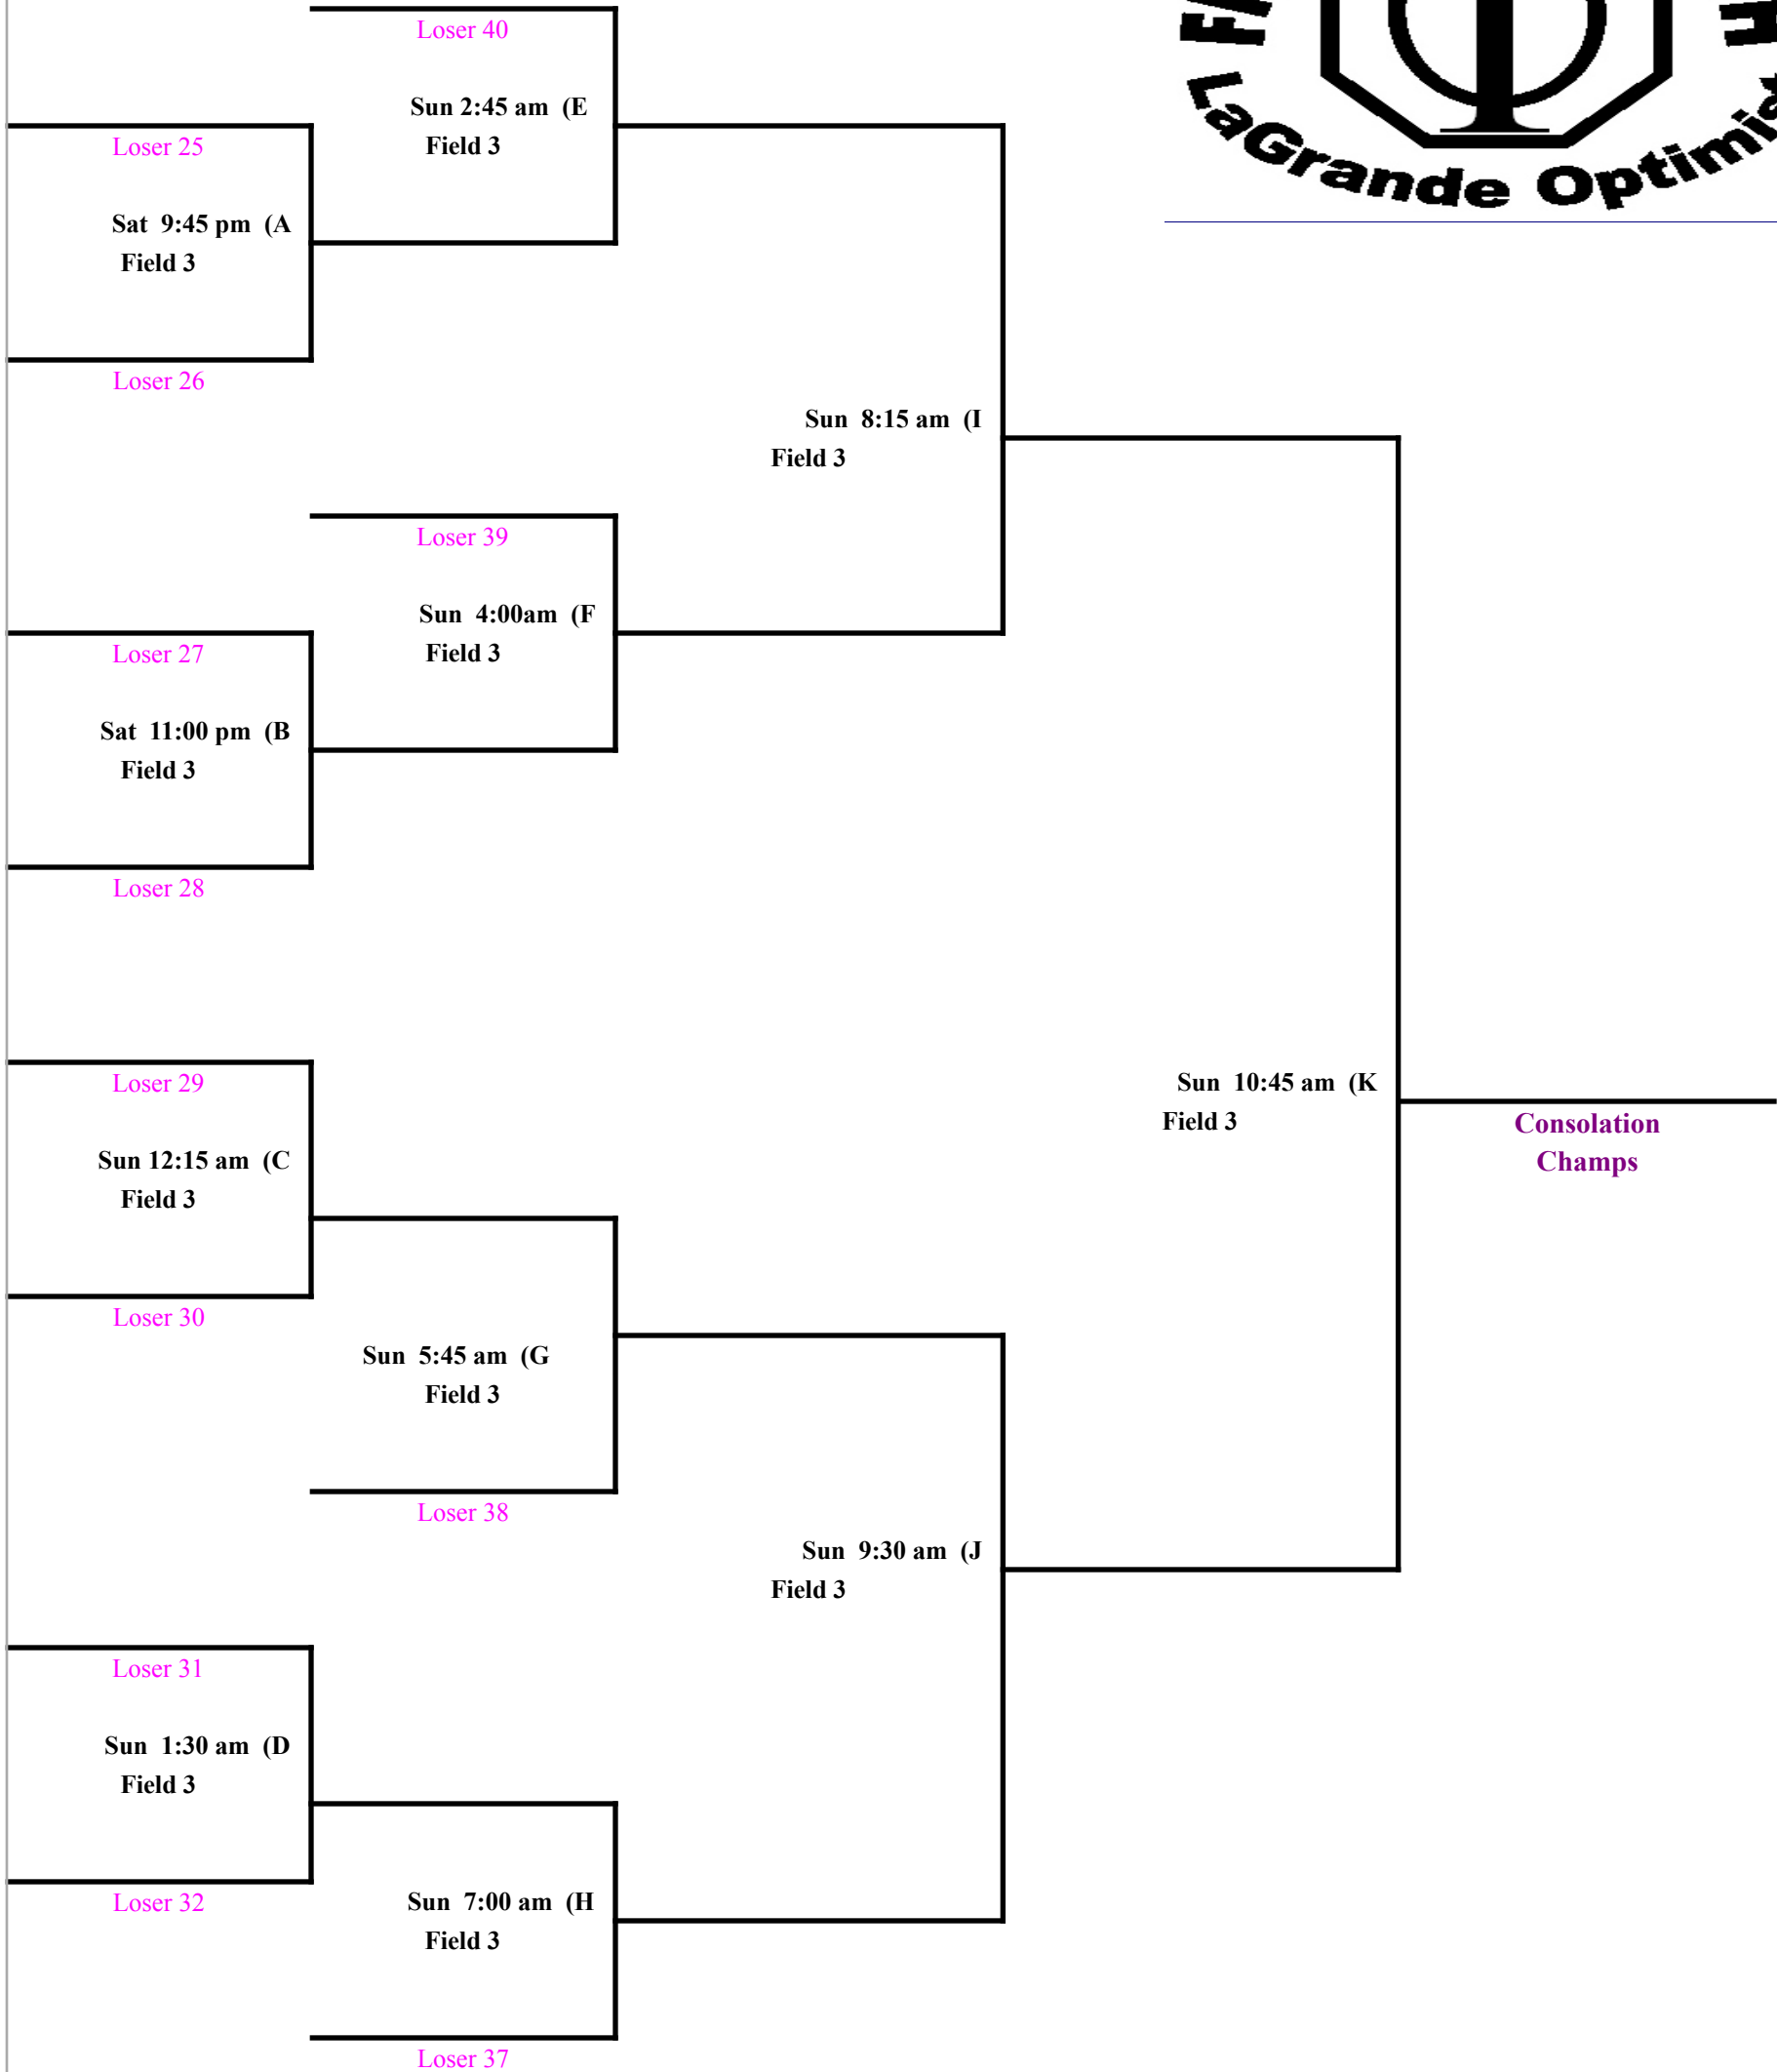 Loser 40
Sun 2:45 am (E
Field 3
Loser 25
Sat 9:45 pm (A
Field 3
Loser 26
LaGrande Optimis
Sun 8:15 am (I
Field 3
Loser 39
Sun 4:00am (F
Field 3
Loser 27
Sat 11:00 pm (B
Field 3
Loser 28
Loser 29
Sun 12:15 am (C
Field 3
Loser 30
Sun 10:45 am (K
Field 3
Consolation
Champs
Sun 5:45 am (G
Field 3
Loser 38
Sun 9:30 am (J
Field 3
Loser 31
Sun 1:30 am (D
Field 3
Loser 32
Sun 7:00 am (H
Field 3
Loser 37